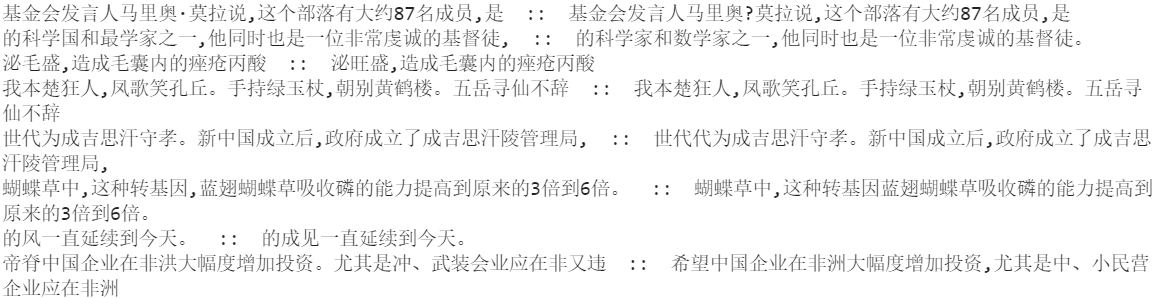 基金会发言人马里奥·莫拉说,这个部落有大约87名成员,是  ::  基金会发言人马里奥?莫拉说,这个部落有大约87名成员,是
的科学国和最学家之一,他同时也是一位非常虔诚的基督徒,  ::  的科学家和数学家之一,他同时也是一位非常虔诚的基督徒。
泌毛盛,造成毛囊内的痤疮丙酸  ::  泌旺盛,造成毛囊内的痤疮丙酸
我本楚狂人,凤歌笑孔丘。手持绿玉杖,朝别黄鹤楼。五岳寻仙不辞  ::  我本楚狂人,凤歌笑孔丘。手持绿玉杖,朝别黄鹤楼。五岳寻
仙不辞
世代为成吉思汗守孝。新中国成立后,政府成立了成吉思汗陵管理局,  ::  世代代为成吉思汗守孝。新中国成立后,政府成立了成吉思
汗陵管理局,
蝴蝶草中,这种转基因,蓝翅蝴蝶草吸收磷的能力提高到原来的3倍到6倍。  ::  蝴蝶草中,这种转基因蓝翅蝴蝶草吸收磷的能力提高到
原来的3倍到6倍。
的风一直延续到今天。  ::  的成见一直延续到今天。
帝脊中国企业在非洪大幅度增加投资。尤其是冲、武装会业应在非又违  ::  希望中国企业在非洲大幅度增加投资,尤其是中、小民营
企业应在非洲